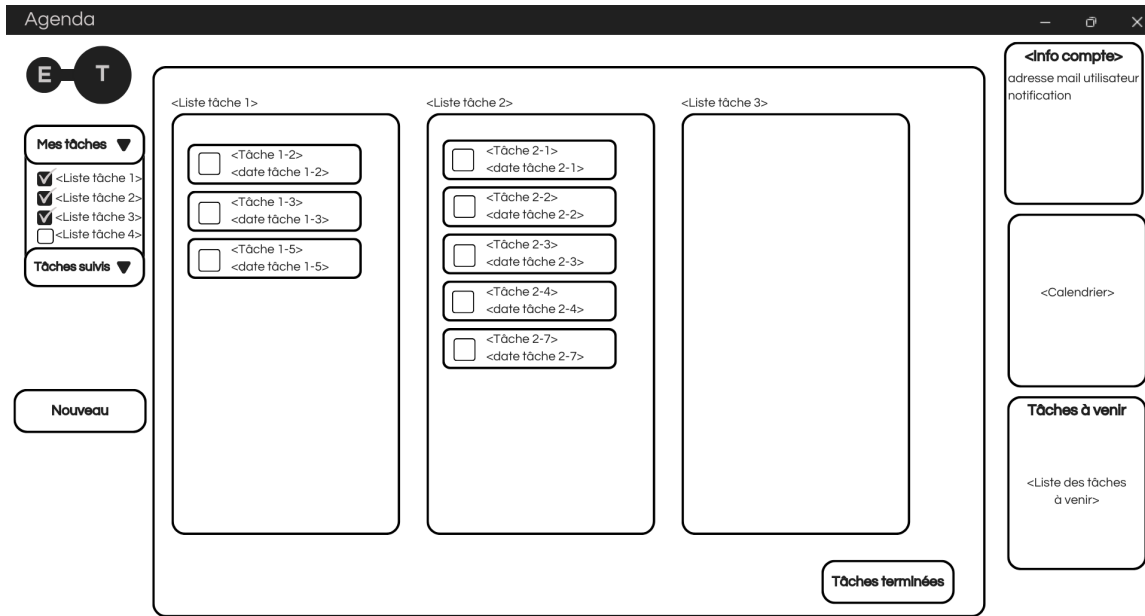 Agenda
E T
Mes tâches
<Liste tâche 1>
<Liste tâche 2>
<Liste tâche 3>
<Liste tâche 4>
Tâches suivis
Nouveau
<Liste tâche 1>
<Tâche 1-2>
<date tâche 1-2>
<Tâche 1-3>
<date tâche 1-3>
<Tâche 1-5>
<date tâche 1-5>
<Liste tâche 2>
<Tâche 2-1>
<date tâche 2-1>
<Tâche 2-2>
<date tâche 2-2>
<Tâche 2-3>
<date tâche 2-3>
<Tâche 2-4>
<date tâche 2-4>
<Tâche 2-7>
<date tâche 2-7>
<Liste tâche 3>
Tâches terminées
<Info compte>
adresse mail utilisateur
notification
<Calendrier>
Tâches à venir
<Liste des tâches
à venir>